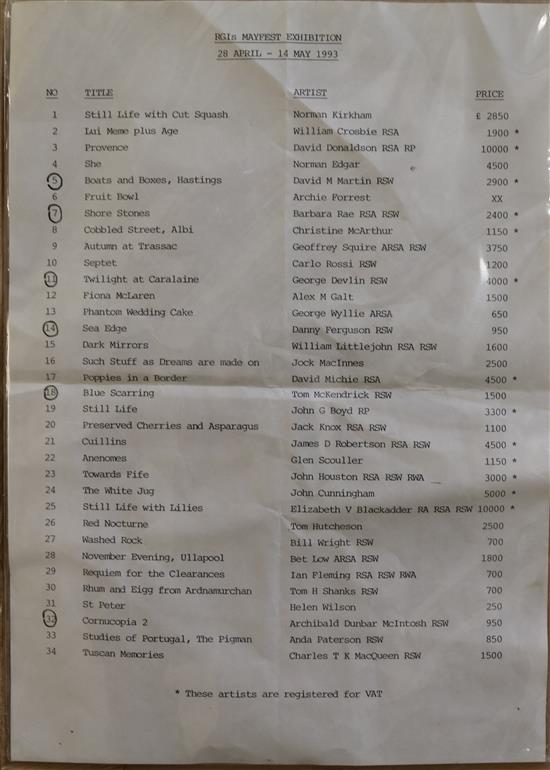 RGIs MAYFEST EXHIBITION
28 APRIL - 14 MAY 1993
NO TITLE ARTIST PRICE
1 Still Life with Cut Squash Norman Kirkham £ 2850
2 Lui Meme plus Age William Crosbie RSA 1900 *
3 Provence David Donaldson RSA RP 10000 *
4 She Norman Edgar 4500
5 Boats and Boxes, Hastings David M Martin RSW 2900 *
6 Fruit Bowl Archie Forrest XX
7 Shore Stones Barbara Rae RSA RSW 2400 *
8 Cobbled Street, Albi Christine McArthur 1150 *
9 Autumn at Trassac Geoffrey Squire ARSA RSW 3750
10 Septet Carlo Rossi RSW 1200
11 Twilight at Caralaine George Devlin RSW 4000 *
12 Fiona McLaren Alex M Galt 1500
13 Phantom Wedding Cake George Wyllie ARSA 650
14 Sea Edge Danny Ferguson RSW 950
15 Dark Mirrors William Littlejohn RSA RSW 1600
16 Such Stuff as Dreams are made on Jock MacInnes 2500
17 Poppies in a Border David Michie RSA 4500 *
18 Blue Scarring Tom McKendrick RSW 1500
19 Still Life John G Boyd RP 3300 *
20 Preserved Cherries and Asparagus Jack Knox RSA RSW 1100
21 Cuillins James D Robertson RSA RSW 4500 *
22 Anenomes Glen Scouller 1150 *
23 Towards Fife John Houston RSA RSW RWA 3000 *
24 The White Jug John Cunningham 5000 *
25 Still Life with Lilies Elizabeth V Blackadder RA RSA RSW 10000 *
26 Red Nocturne Tom Hutcheson 2500
27 Washed Rock Bill Wright RSW 700
28 November Evening, Ullapool Bet Low ARSA RSW 1800
29 Requiem for the Clearances Ian Fleming RSA RSW RWA 700
30 Rhum and Eigg from Ardnamurchan Tom H Shanks RSW 700
31 St Peter Helen Wilson 250
32 Cornucopia 2 Archibald Dunbar McIntosh RSW 950
33 Studies of Portugal, The Pigman Anda Paterson RSW 850
34 Tuscan Memories Charles T K MacQueen RSW 1500
* These artists are registered for VAT